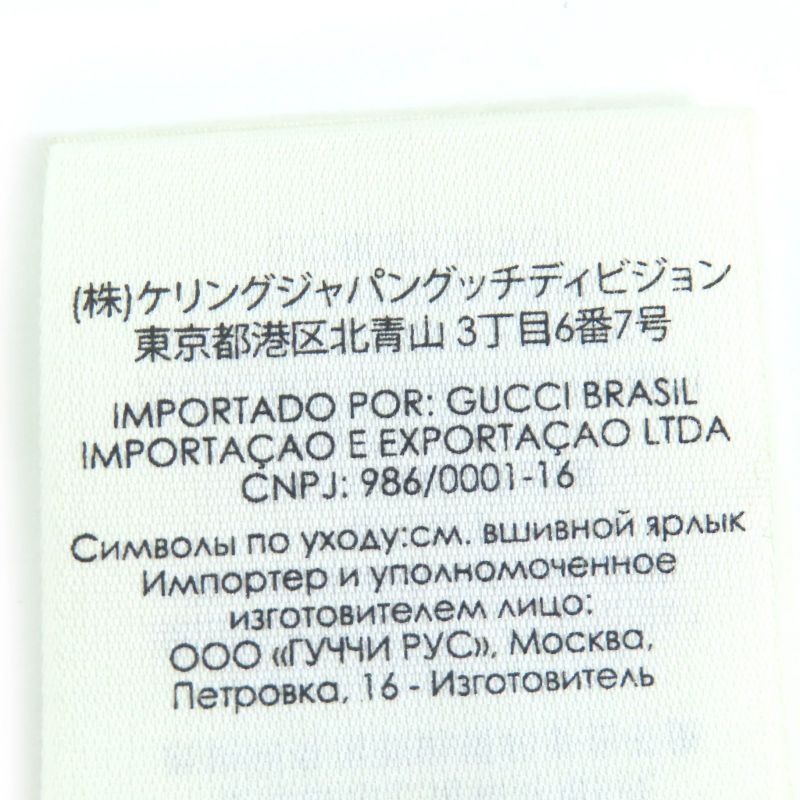 (株)ケリングジャパングッチディビジョン
東京都港区北青山 3丁目6番7号
IMPORTADO POR: GUCCI BRASIL
IMPORTAÇAO E EXPORTAÇAO LTDA
CNPJ: 986/0001-16
Символы по уходу:см. вшивной ярлык
Импортер и уполномоченное
изготовителем лицо:
ООО «ГУЧЧИ РУС», Москва,
Петровка, 16 - Изготовитель